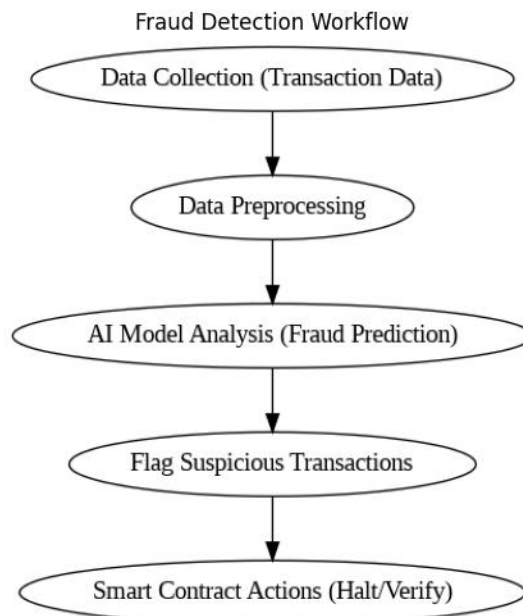 Fraud Detection Workflow
Data Collection (Transaction Data)
Data Preprocessing
AI Model Analysis (Fraud Prediction)
Flag Suspicious Transactions
Smart Contract Actions (Halt/Verify)